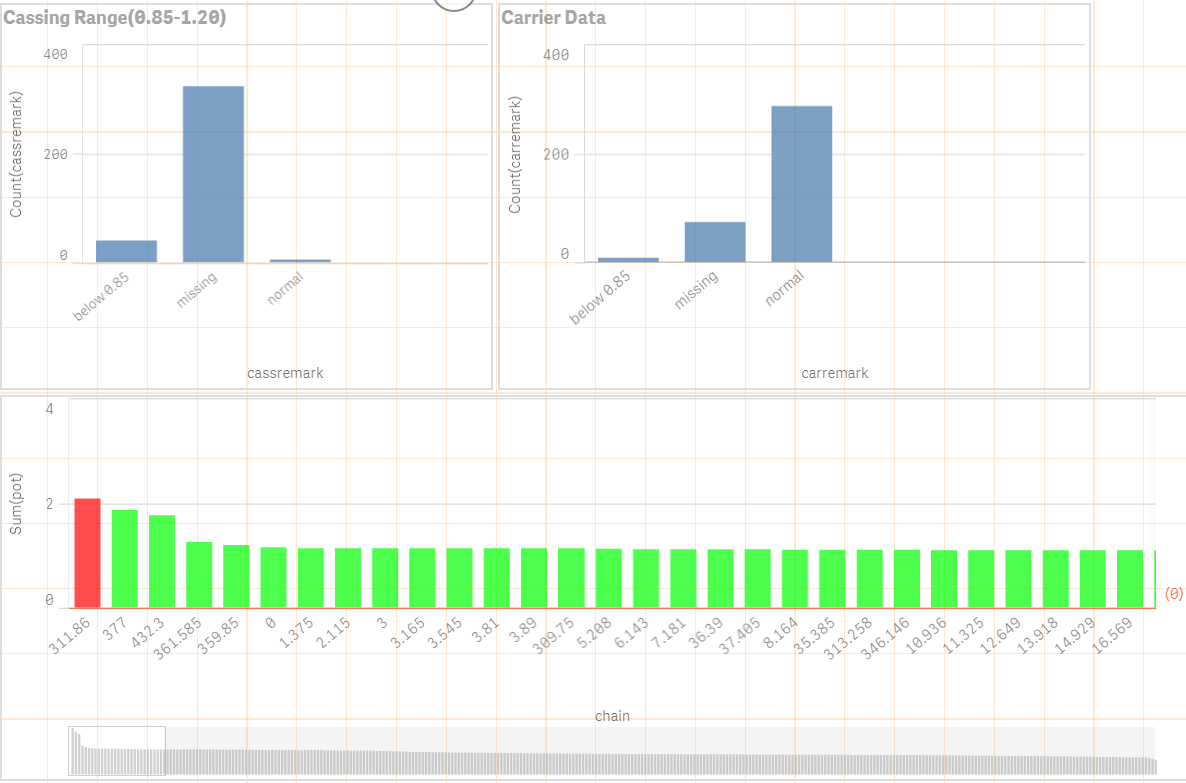 Cassing Range(0.85-1.20)
Count(cassremark)
400
200
0
below 0.85
missing
normal
cassremark
Carrier Data
Count(carremark)
400
200
0
below 0.85
missing
normal
carremark
Sum(pot)
4
2
0
(0)
311.86
377
432.3
361.585
359.85
0
1.375
2.115
3
3.165
3.545
3.81
3.89
309.75
5.208
6.143
7.181
36.39
37.405
8.164
35.385
313.258
346.146
10.936
11.325
12.649
13.918
14.929
16.569
chain